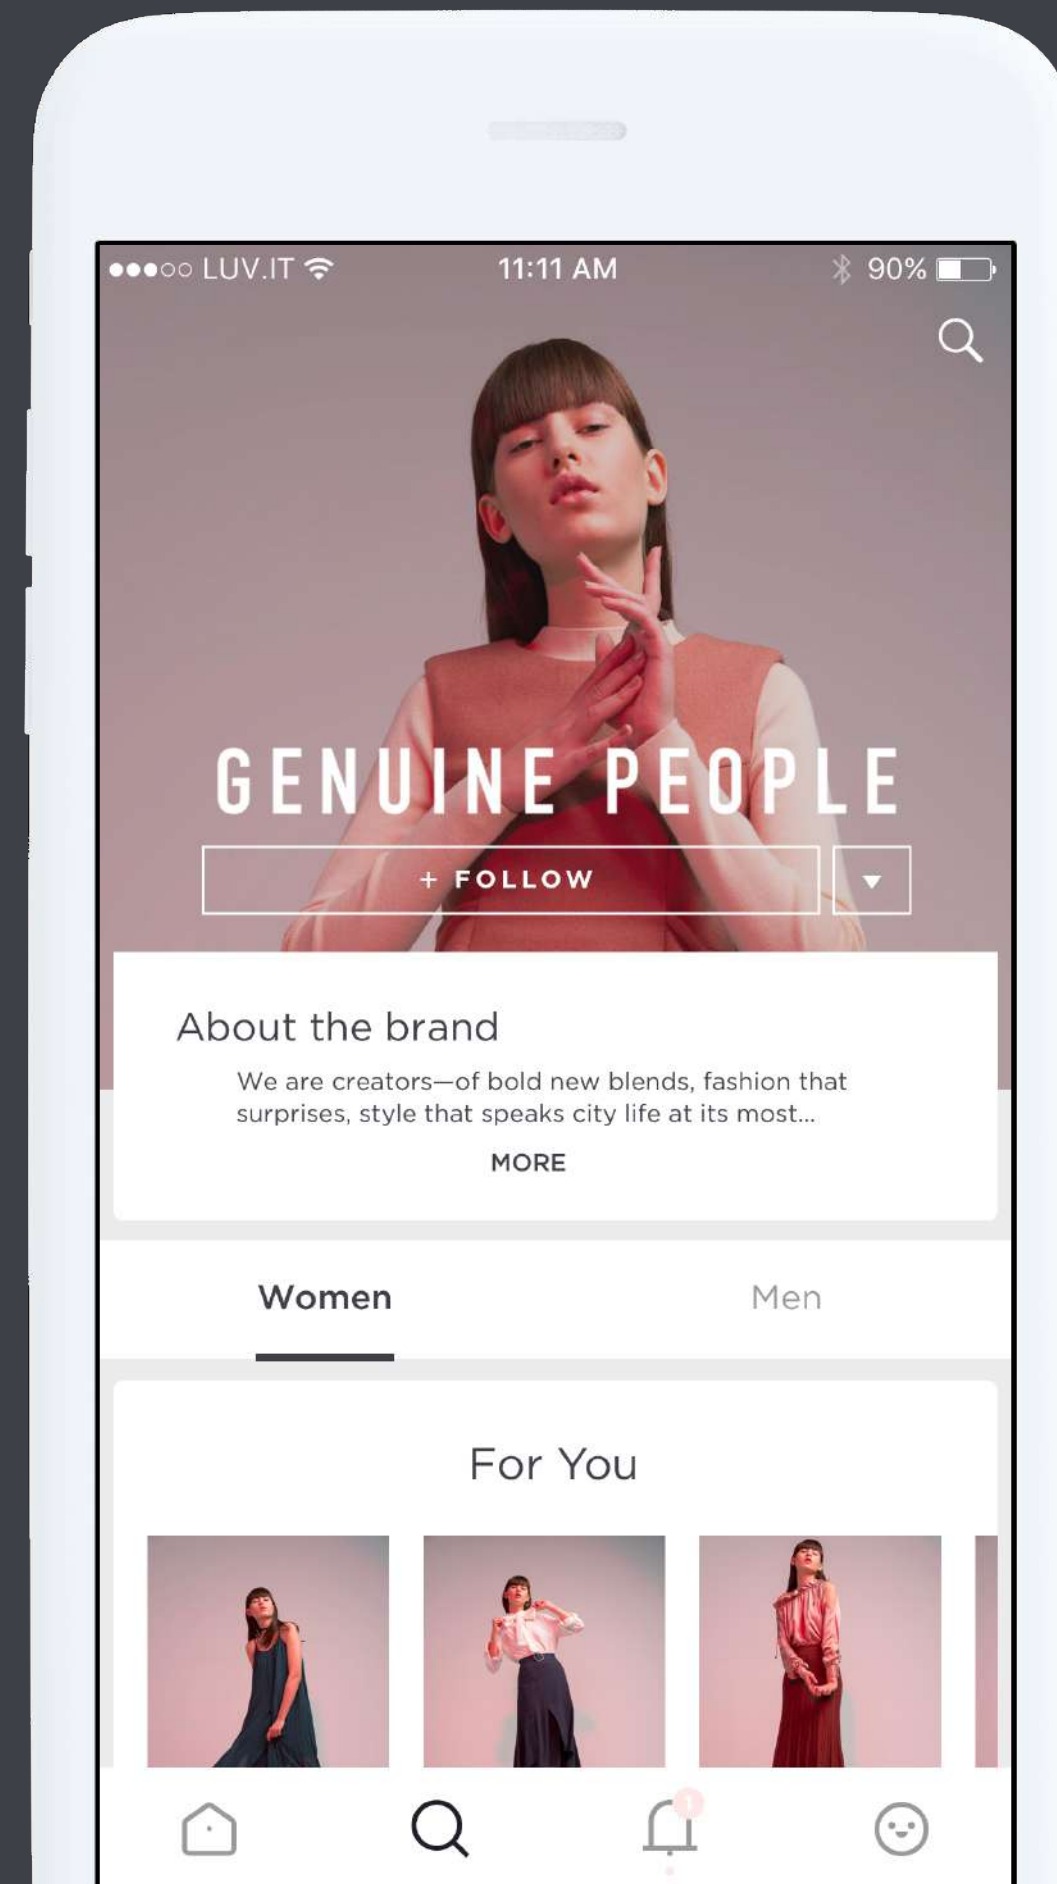 LUV.IT 11:11 AM 90%
GENUINE PEOPLE
+ FOLLOW
About the brand
We are creators—of bold new blends, fashion that
surprises, style that speaks city life at its most...
MORE
Women Men
For You
1